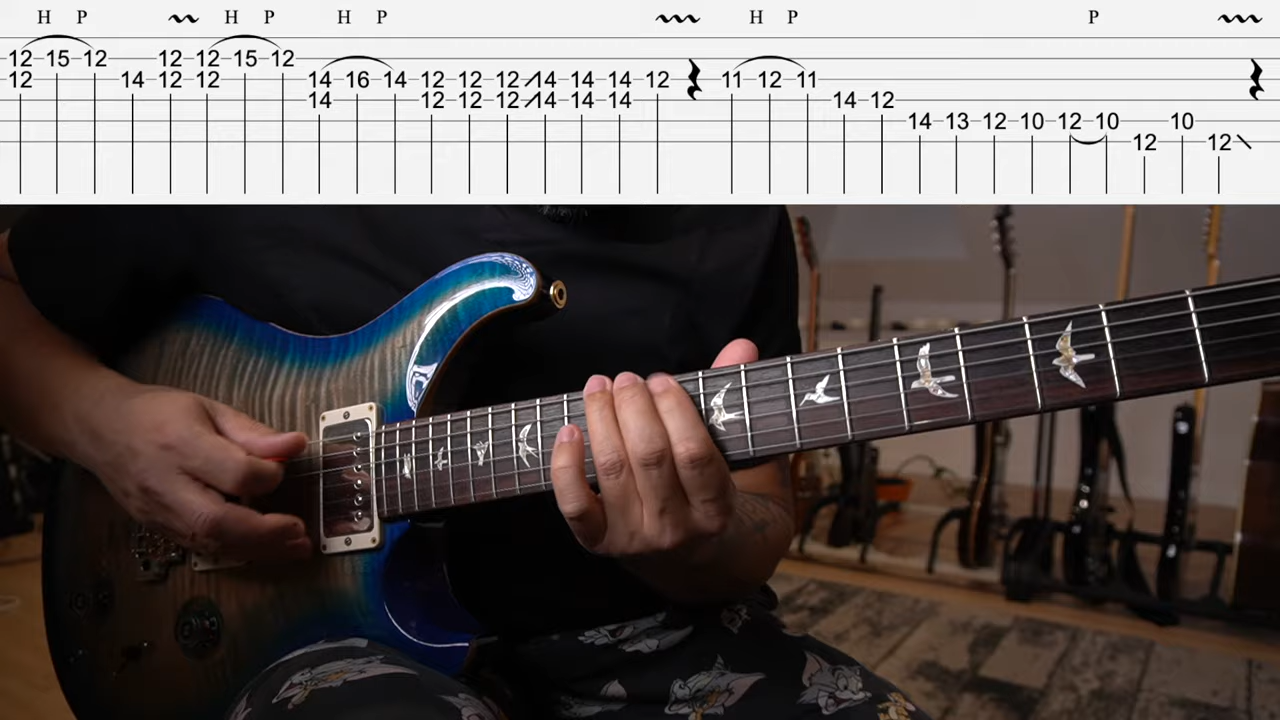 H P H P H P H P P
12 15 12 12 12 15 12
12 14 12 12 14 16 14 12 12 12 14 14 14 12 11 12 11
14 12 12 12 14 14 14 14 12
14 13 12 10 12 10 10
12 12